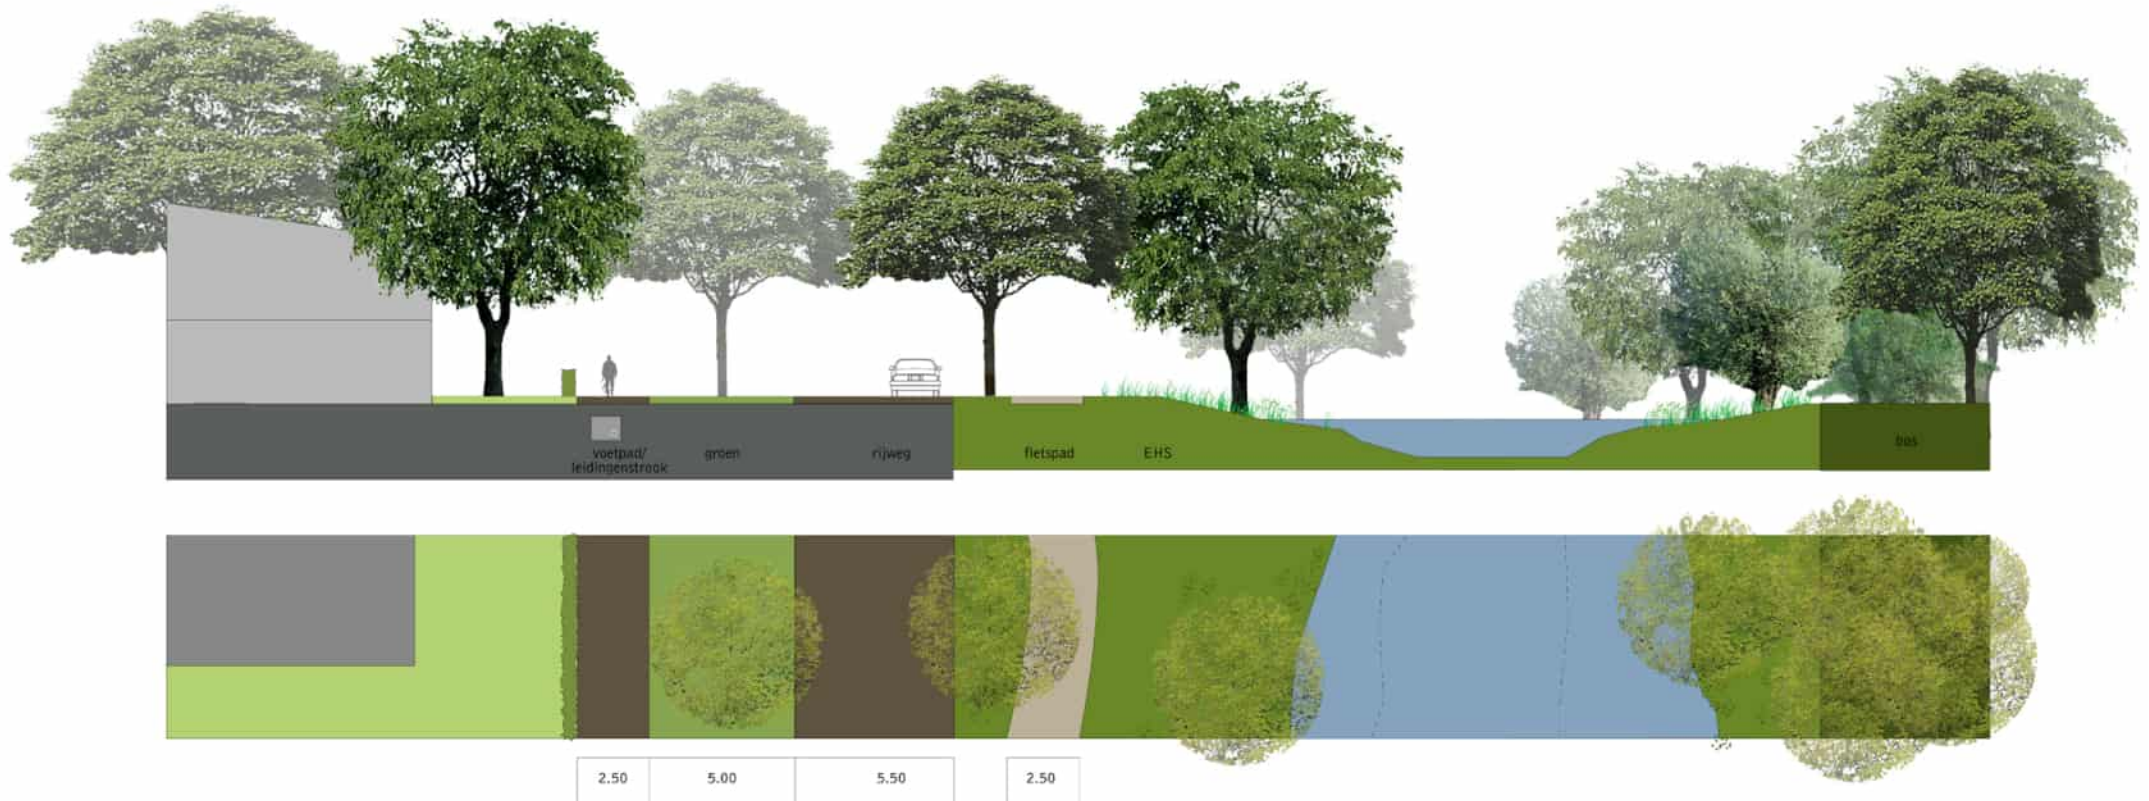 voetpad/
leidingenstrook
groen
rijweg
fietspad
EHS
bos
2.50
5.00
5.50
2.50